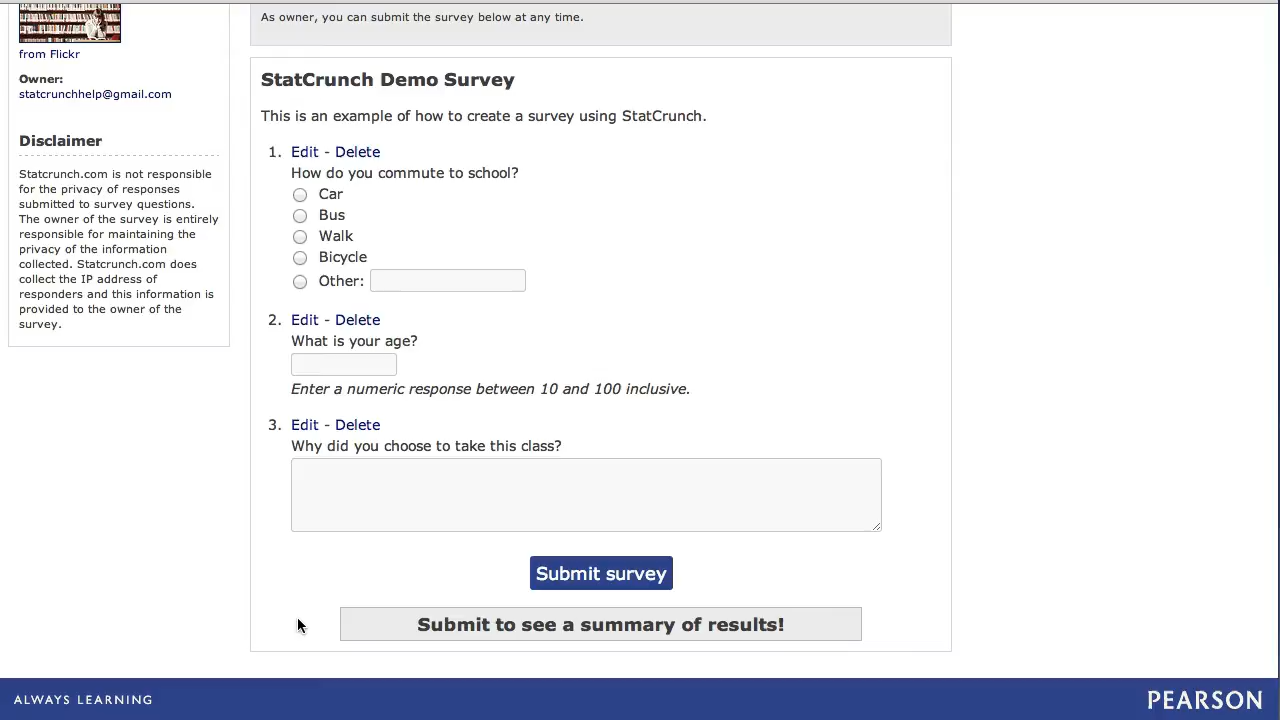 from Flickr
Owner:
statcrunchhelp@gmail.com
Disclaimer
Statcrunch.com is not responsible
for the privacy of responses
submitted to survey questions.
The owner of the survey is entirely
responsible for maintaining the
privacy of the information
collected. Statcrunch.com does
collect the IP address of
responders and this information is
provided to the owner of the
survey.
As owner, you can submit the survey below at any time.
StatCrunch Demo Survey
This is an example of how to create a survey using StatCrunch.
1. Edit - Delete
How do you commute to school?
Car
Bus
Walk
Bicycle
Other:
2. Edit - Delete
What is your age?
Enter a numeric response between 10 and 100 inclusive.
3. Edit - Delete
Why did you choose to take this class?
Submit survey
Submit to see a summary of results!
ALWAYS LEARNING
PEARSON